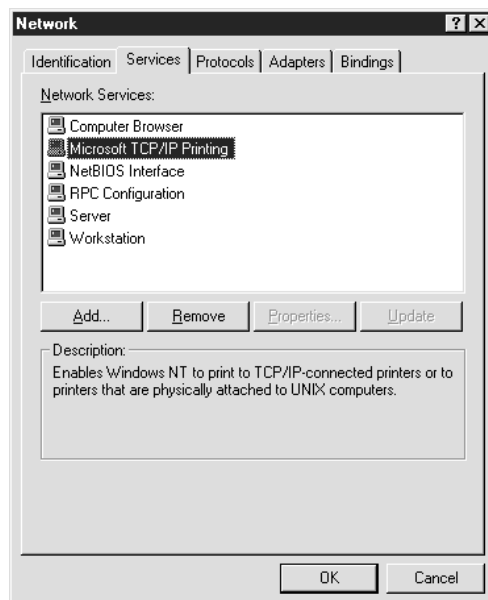 Network
Identification Services Protocols Adapters Bindings
Network Services:
Computer Browser
Microsoft TCP/IP Printing
NetBIOS Interface
RPC Configuration
Server
Workstation
Add... Remove Properties... Update
Description:
Enables Windows NT to print to TCP/IP-connected printers or to
printers that are physically attached to UNIX computers.
OK Cancel